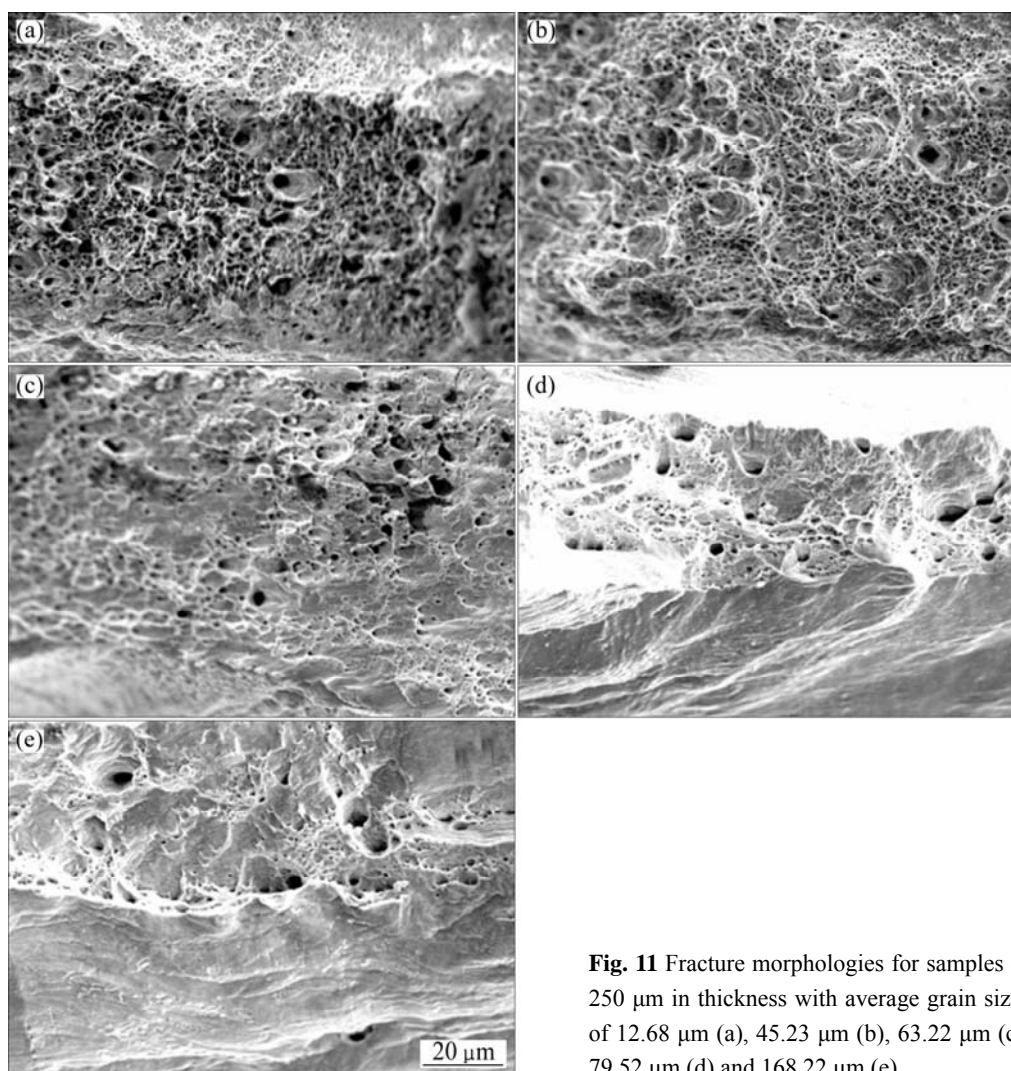 (a)
(b)
(c)
(d)
(e)
20 μm
Fig. 11 Fracture morphologies for samples
250 μm in thickness with average grain siz
of 12.68 μm (a), 45.23 μm (b), 63.22 μm (c
79.52 μm (d) and 168.22 μm (e)